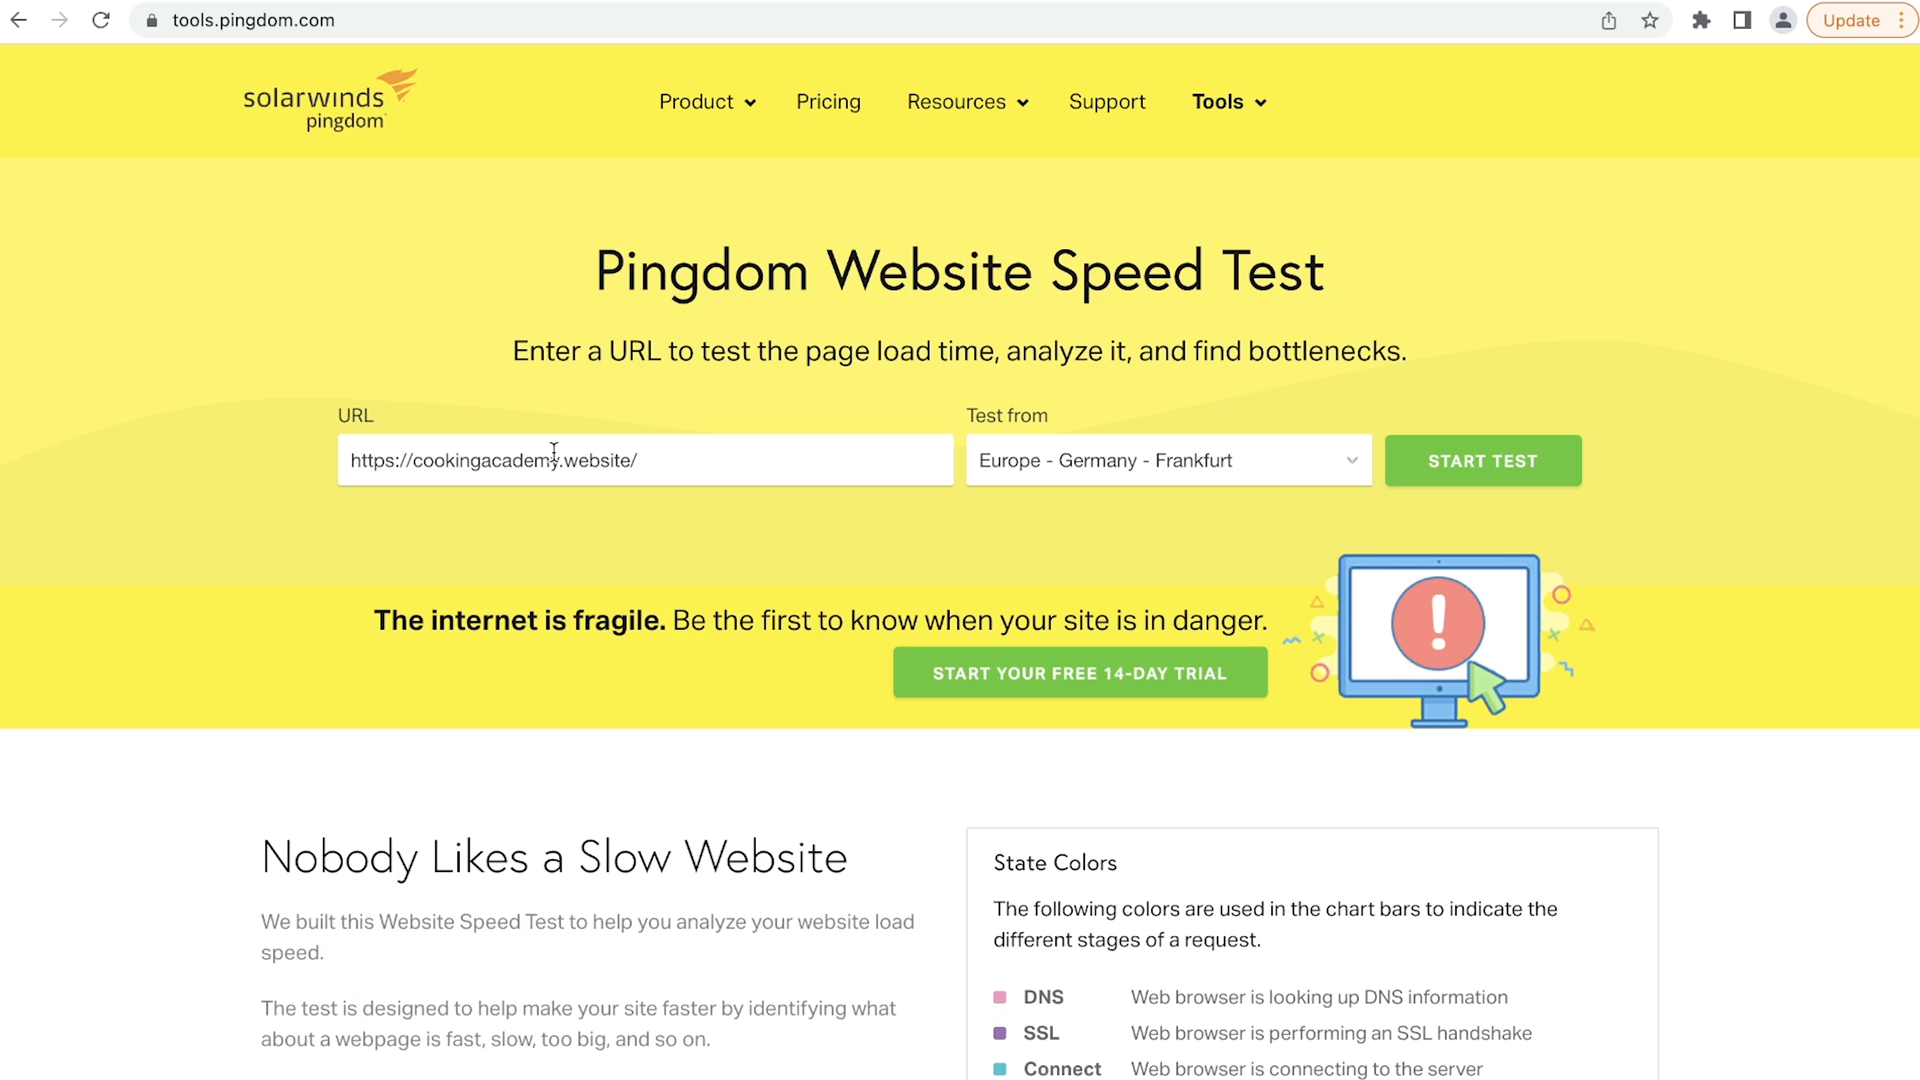 tools.pingdom.com
Update
solarwinds
pingdom
Product Pricing Resources Support Tools
Pingdom Website Speed Test
Enter a URL to test the page load time, analyze it, and find bottlenecks.
URL Test from
https://cookingacademy.website/ Europe - Germany - Frankfurt START TEST
The internet is fragile. Be the first to know when your site is in danger.
START YOUR FREE 14-DAY TRIAL
Nobody Likes a Slow Website
We built this Website Speed Test to help you analyze your website load
speed.
The test is designed to help make your site faster by identifying what
about a webpage is fast, slow, too big, and so on.
State Colors
The following colors are used in the chart bars to indicate the
different stages of a request.
DNS Web browser is looking up DNS information
SSL Web browser is performing an SSL handshake
Connect Web browser is connecting to the server